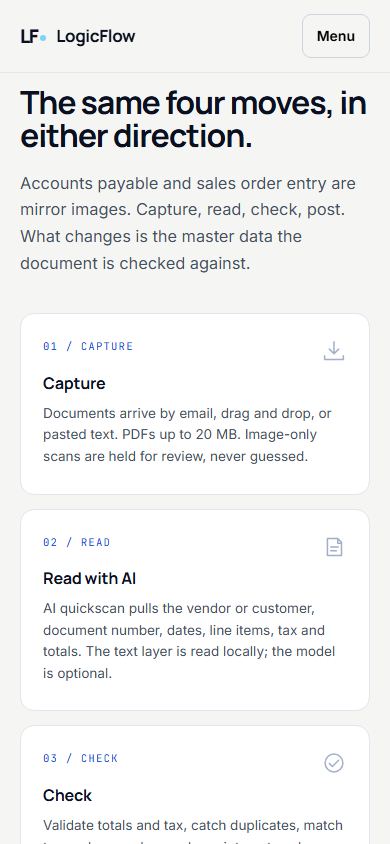 LF LogicFlow
Menu
The same four moves, in
either direction.
Accounts payable and sales order entry are
mirror images. Capture, read, check, post.
What changes is the master data the
document is checked against.
01 / CAPTURE
Capture
Documents arrive by email, drag and drop, or
pasted text. PDFs up to 20 MB. Image-only
scans are held for review, never guessed.
02 / READ
Read with AI
AI quickscan pulls the vendor or customer,
document number, dates, line items, tax and
totals. The text layer is read locally; the model
is optional.
03 / CHECK
Check
Validate totals and tax, catch duplicates, match